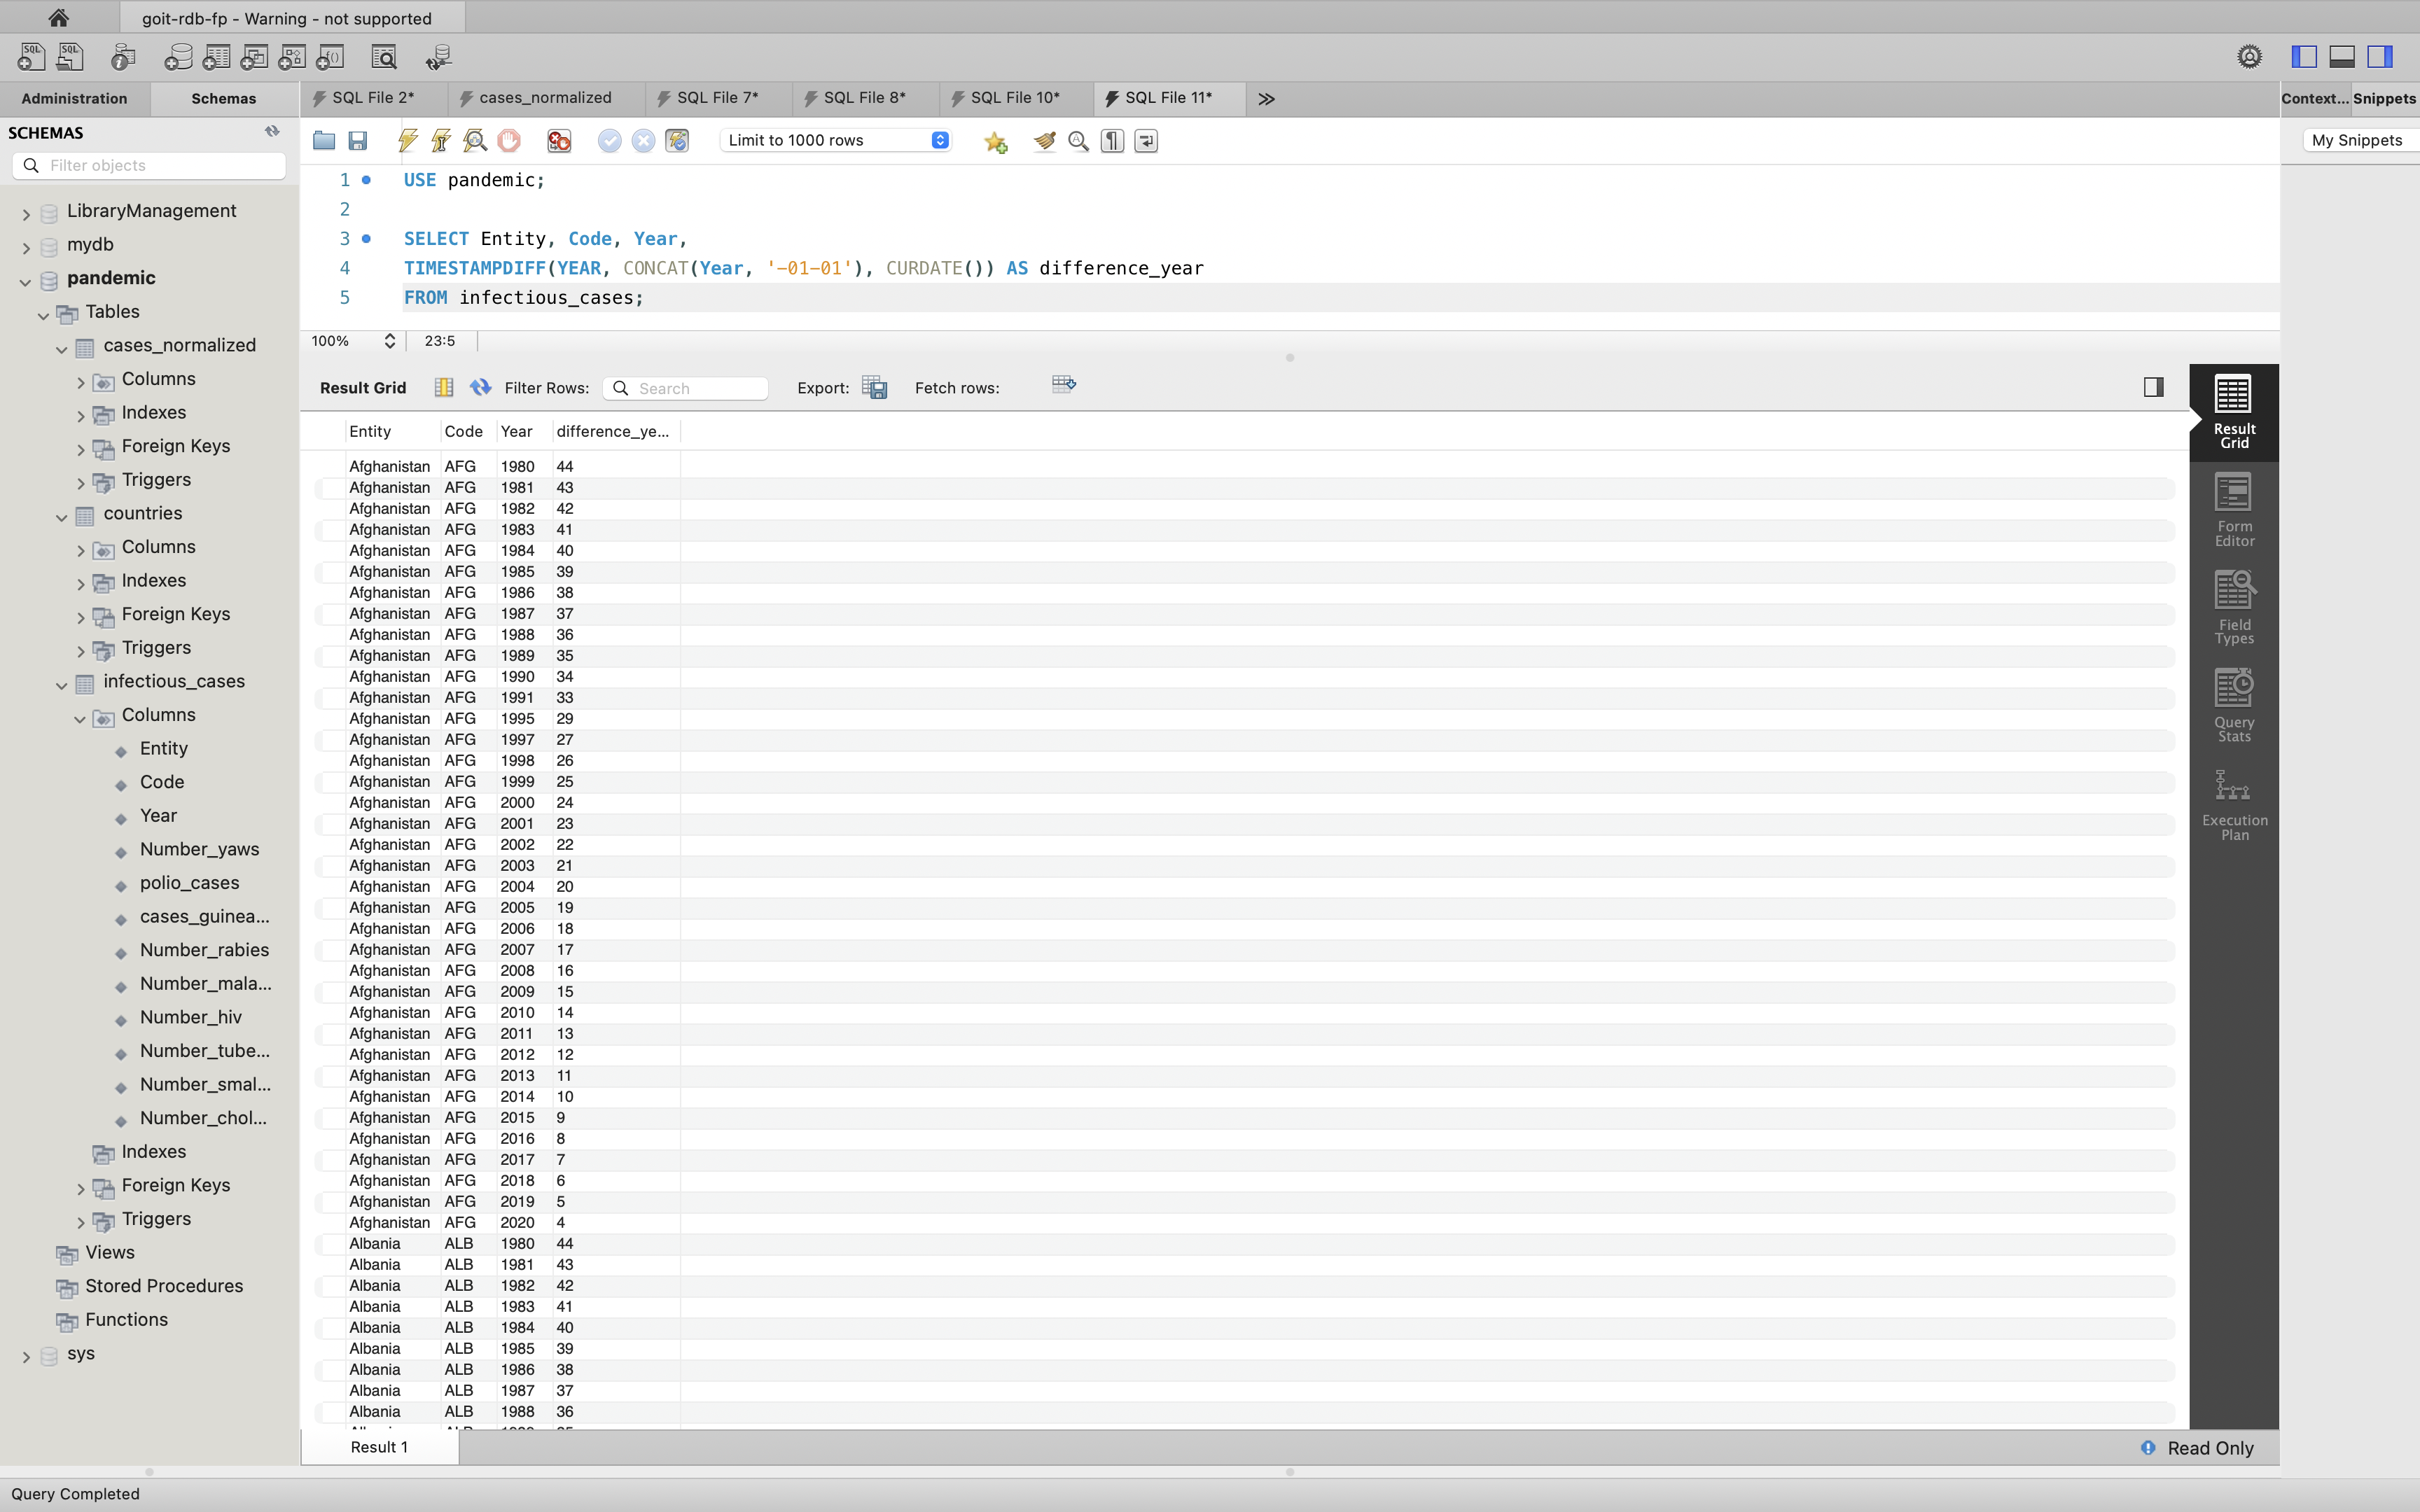 goit-rdb-fp - Warning - not supported
Administration
Schemas
SQL File 2*
cases_normalized
SQL File 7*
SQL File 8*
SQL File 10*
SQL File 11*
Context...
Snippets
SCHEMAS
Filter objects
Limit to 1000 rows
My Snippets
1 USE pandemic;
2
3 SELECT Entity, Code, Year,
4 TIMESTAMPDIFF(YEAR, CONCAT(Year, '-01-01'), CURDATE()) AS difference_year
5 FROM infectious_cases;
100%
23:5
LibraryManagement
mydb
pandemic
Tables
cases_normalized
Columns
Indexes
Foreign Keys
Triggers
countries
Columns
Indexes
Foreign Keys
Triggers
infectious_cases
Columns
Entity
Code
Year
Number_yaws
polio_cases
cases_guinea...
Number_rabies
Number_mala...
Number_hiv
Number_tube...
Number_smal...
Number_chol...
Indexes
Foreign Keys
Triggers
Views
Stored Procedures
Functions
sys
Result Grid
Filter Rows:
Search
Export:
Fetch rows:
Entity Code Year difference_ye...
Afghanistan AFG 1980 44
Afghanistan AFG 1981 43
Afghanistan AFG 1982 42
Afghanistan AFG 1983 41
Afghanistan AFG 1984 40
Afghanistan AFG 1985 39
Afghanistan AFG 1986 38
Afghanistan AFG 1987 37
Afghanistan AFG 1988 36
Afghanistan AFG 1989 35
Afghanistan AFG 1990 34
Afghanistan AFG 1991 33
Afghanistan AFG 1995 29
Afghanistan AFG 1997 27
Afghanistan AFG 1998 26
Afghanistan AFG 1999 25
Afghanistan AFG 2000 24
Afghanistan AFG 2001 23
Afghanistan AFG 2002 22
Afghanistan AFG 2003 21
Afghanistan AFG 2004 20
Afghanistan AFG 2005 19
Afghanistan AFG 2006 18
Afghanistan AFG 2007 17
Afghanistan AFG 2008 16
Afghanistan AFG 2009 15
Afghanistan AFG 2010 14
Afghanistan AFG 2011 13
Afghanistan AFG 2012 12
Afghanistan AFG 2013 11
Afghanistan AFG 2014 10
Afghanistan AFG 2015 9
Afghanistan AFG 2016 8
Afghanistan AFG 2017 7
Afghanistan AFG 2018 6
Afghanistan AFG 2019 5
Afghanistan AFG 2020 4
Albania ALB 1980 44
Albania ALB 1981 43
Albania ALB 1982 42
Albania ALB 1983 41
Albania ALB 1984 40
Albania ALB 1985 39
Albania ALB 1986 38
Albania ALB 1987 37
Albania ALB 1988 36
Result
Grid
Form
Editor
Field
Types
Query
Stats
Execution
Plan
Result 1
Read Only
Query Completed